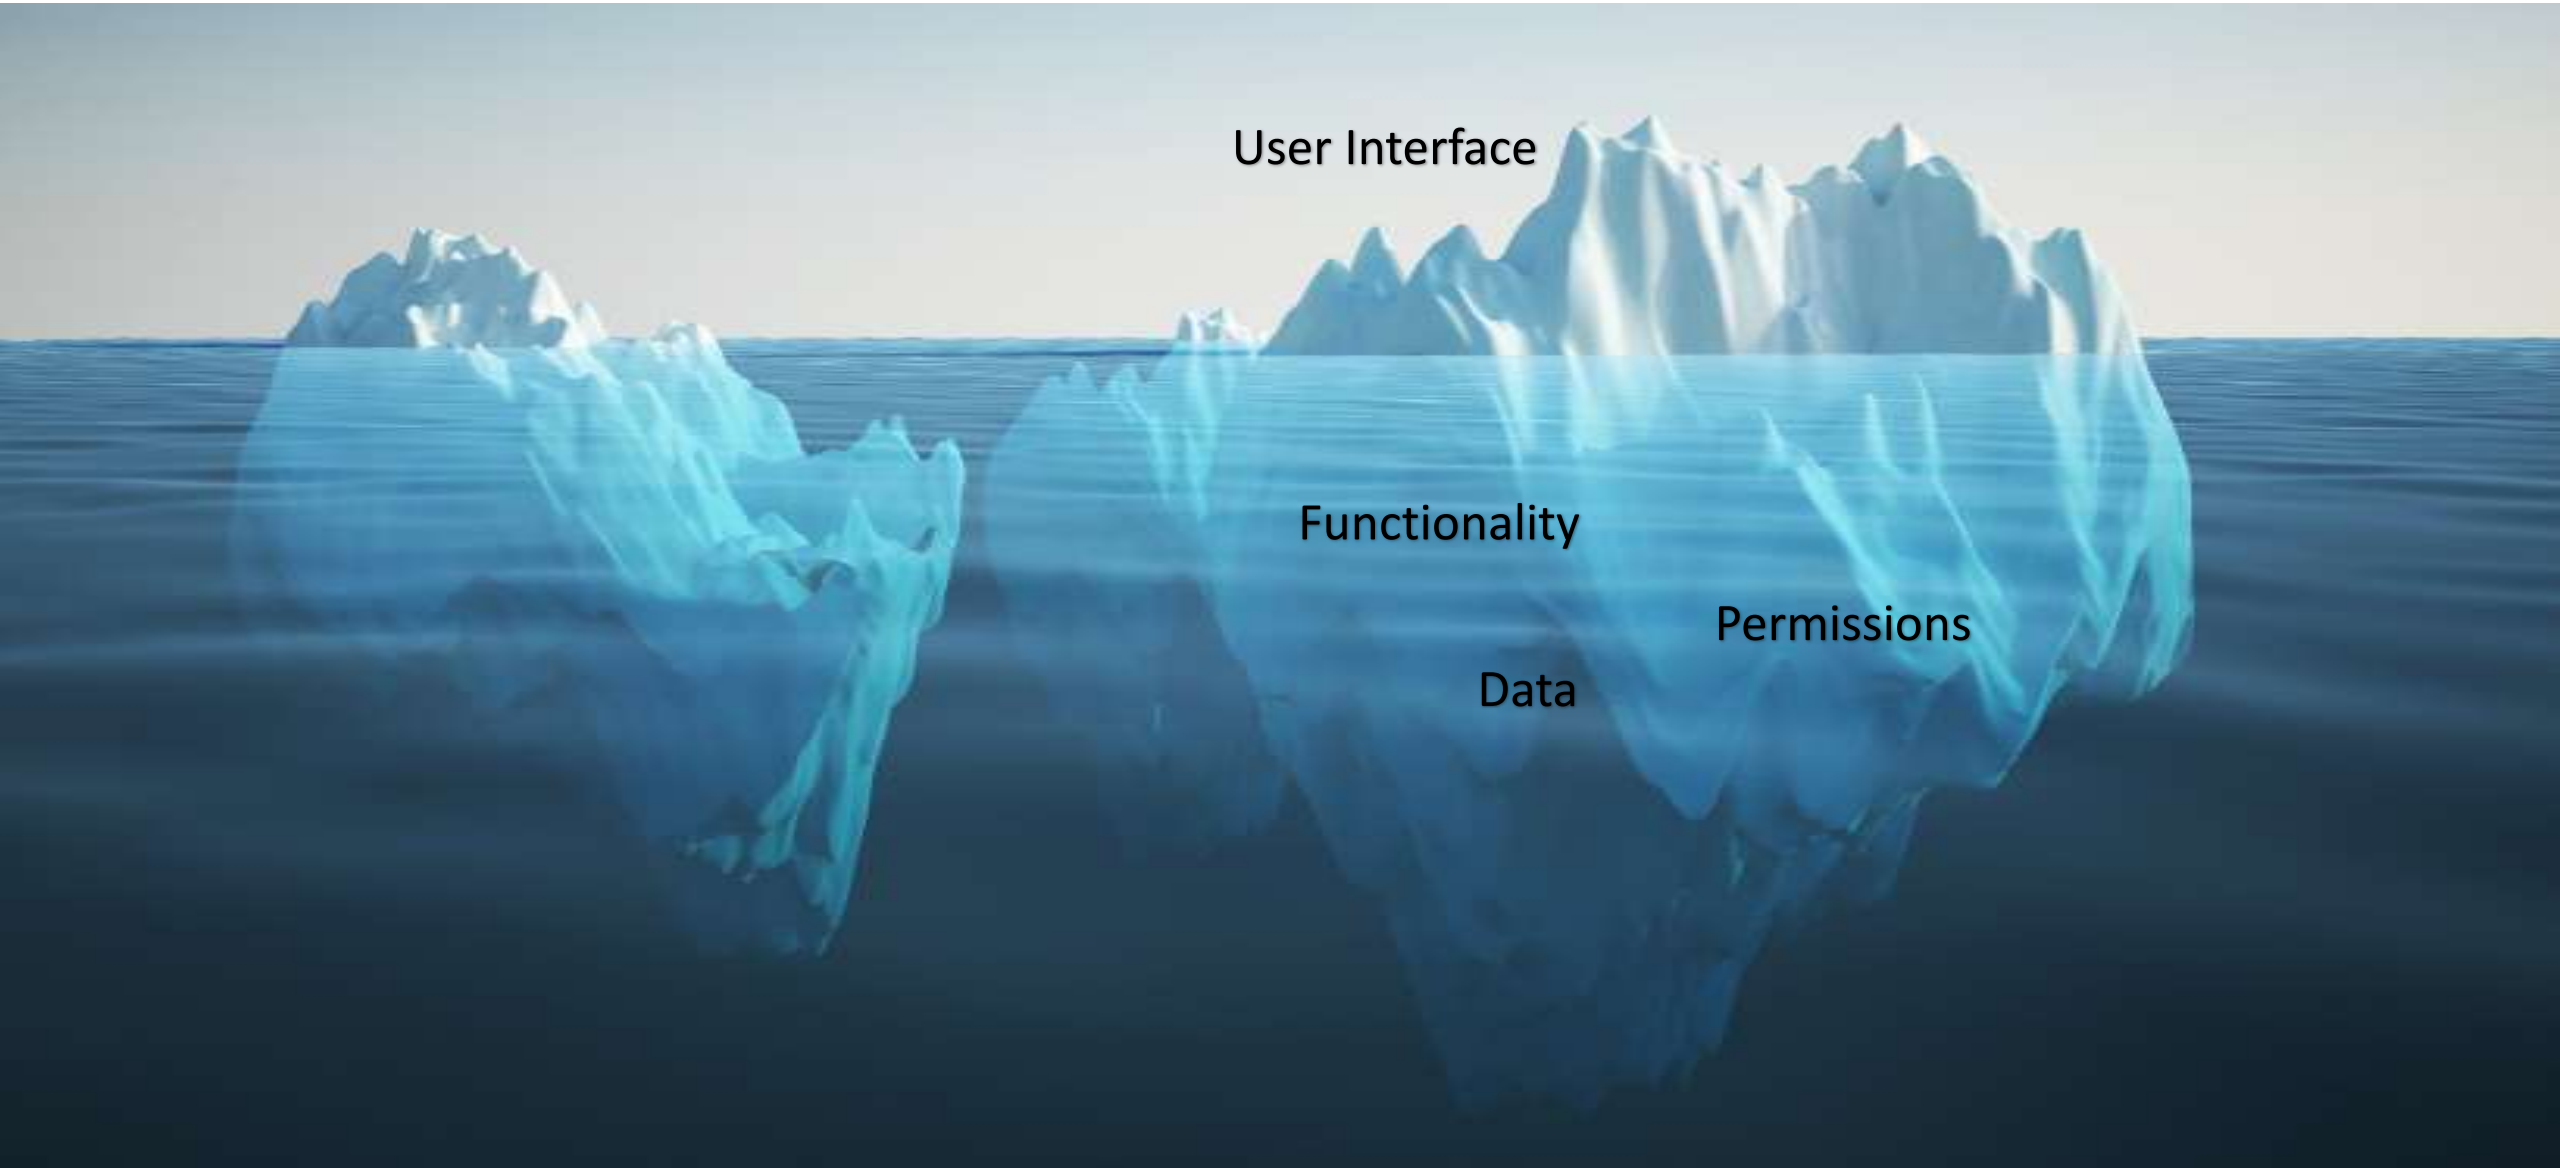 User Interface
Functionality
Permissions
Data